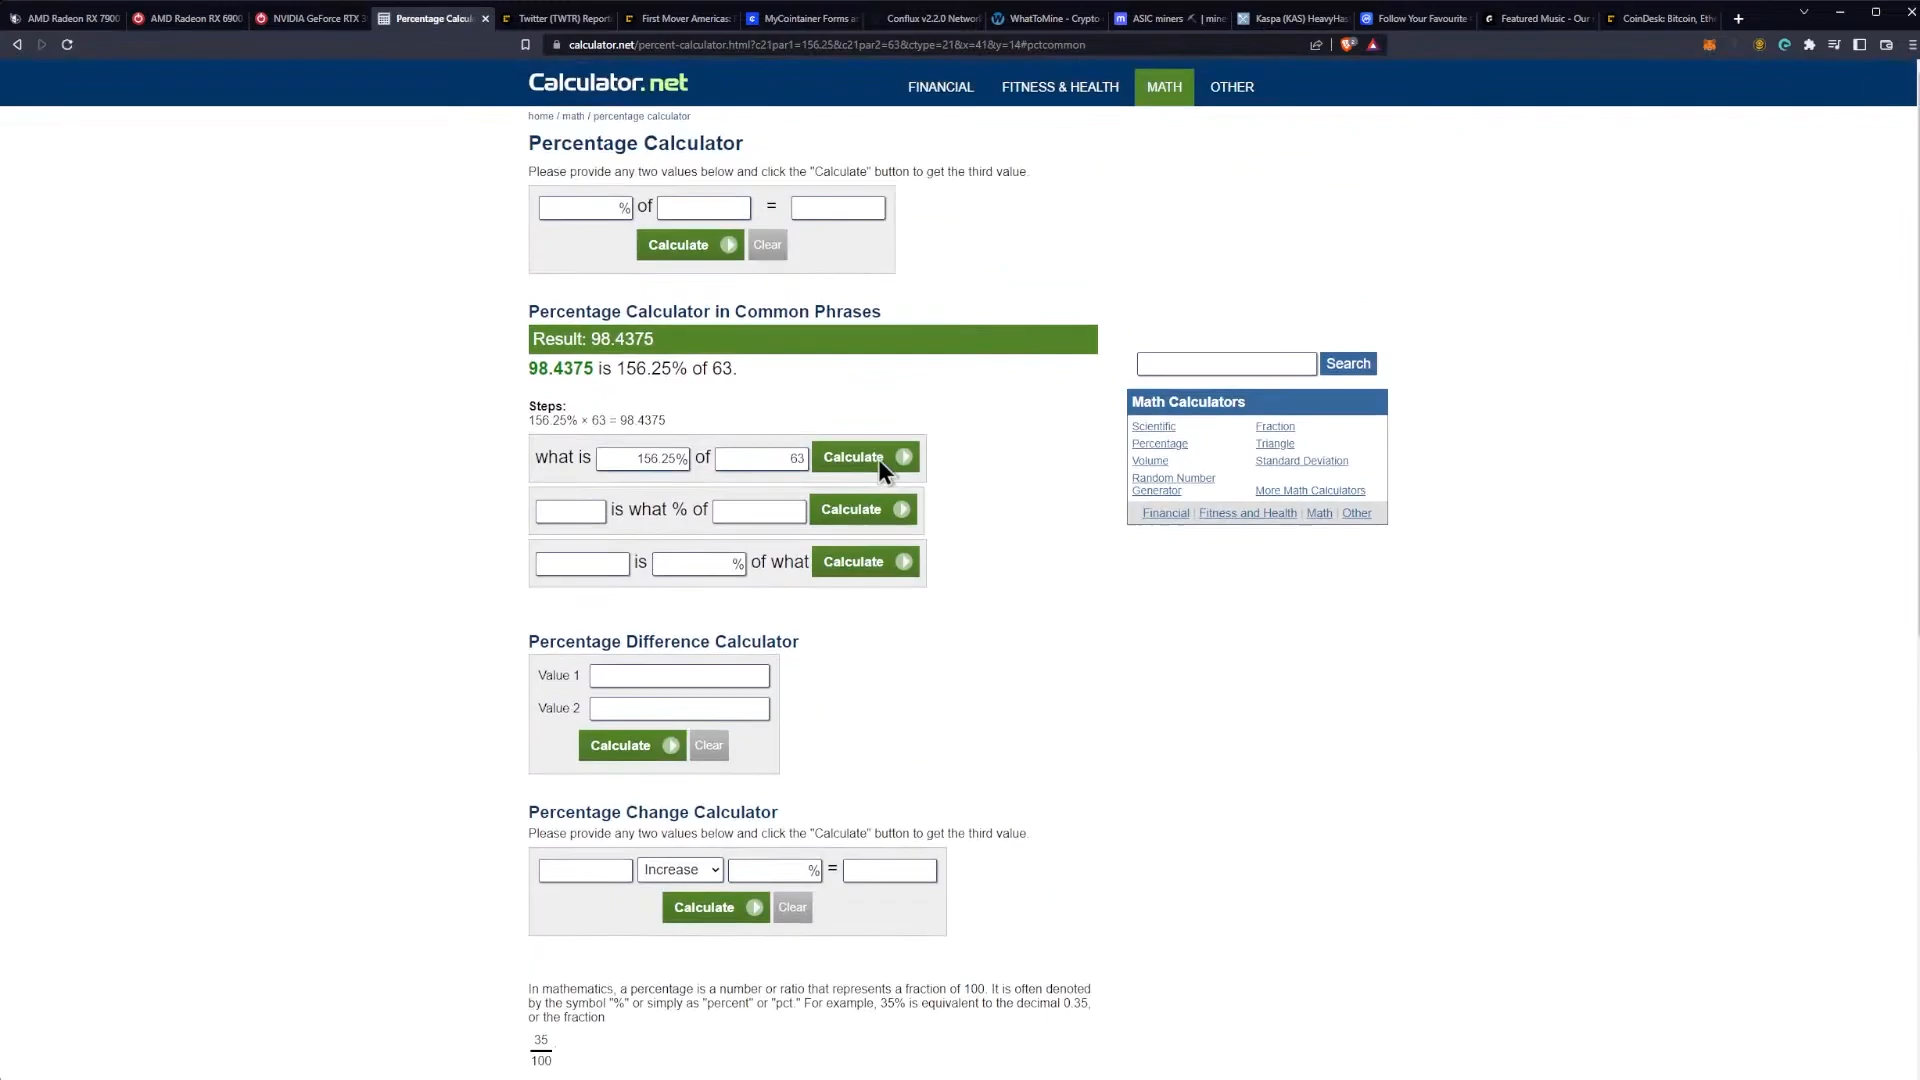 AMD Radeon RX 7900
AMD Radeon RX 6900
NVIDIA GeForce RTX 3
Percentage Calcul
Twitter (TWTR) Report
First Mover Americas:
MyCointainer Forms a
Conflux v2.2.0 Networ
WhatToMine - Crypto
ASIC miners
mine
Kaspa (KAS) HeavyHas
Follow Your Favourite
Featured Music - Our
CoinDesk: Bitcoin, Eth
calculator.net/percent-calculator.html?c21par1=156.25&c21par2=63&ctype=21&x=41&y=14#pctcommon
Calculator.net
FINANCIAL
FITNESS & HEALTH
MATH
OTHER
home / math / percentage calculator
Percentage Calculator
Please provide any two values below and click the "Calculate" button to get the third value.
% of =
Calculate
Clear
Percentage Calculator in Common Phrases
Result: 98.4375
98.4375 is 156.25% of 63.
Steps:
156.25% × 63 = 98.4375
what is 156.25% of 63 Calculate
is what % of Calculate
is % of what Calculate
Search
Math Calculators
Scientific
Fraction
Percentage
Triangle
Volume
Standard Deviation
Random Number
Generator
More Math Calculators
Financial | Fitness and Health | Math | Other
Percentage Difference Calculator
Value 1
Value 2
Calculate
Clear
Percentage Change Calculator
Please provide any two values below and click the "Calculate" button to get the third value.
Increase % =
Calculate
Clear
In mathematics, a percentage is a number or ratio that represents a fraction of 100. It is often denoted
by the symbol "%" or simply as "percent" or "pct." For example, 35% is equivalent to the decimal 0.35,
or the fraction
35
100